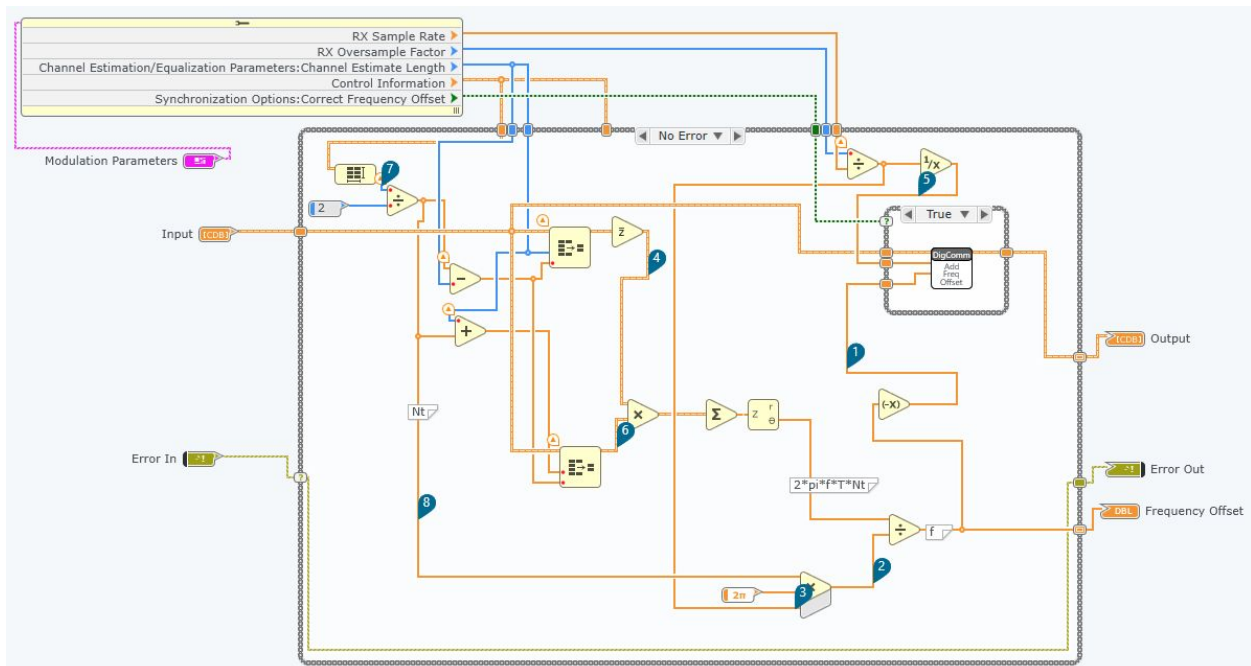 RX Sample Rate
RX Oversample Factor
Channel Estimation/Equalization Parameters:Channel Estimate Length
Control Information
Synchronization Options:Correct Frequency Offset
No Error
Modulation Parameters
7
÷
1/x
5
2
÷
True
?
Input
[CDB]
z̄
4
DigComm
Add
Freq
Offset
−
+
1
[CDB]
Output
Nt
(-X)
×
Σ
z
r
θ
6
Error In
Error Out
?
2*pi*f*T*Nt
8
÷
f
DBL
Frequency Offset
2
2π
×
3